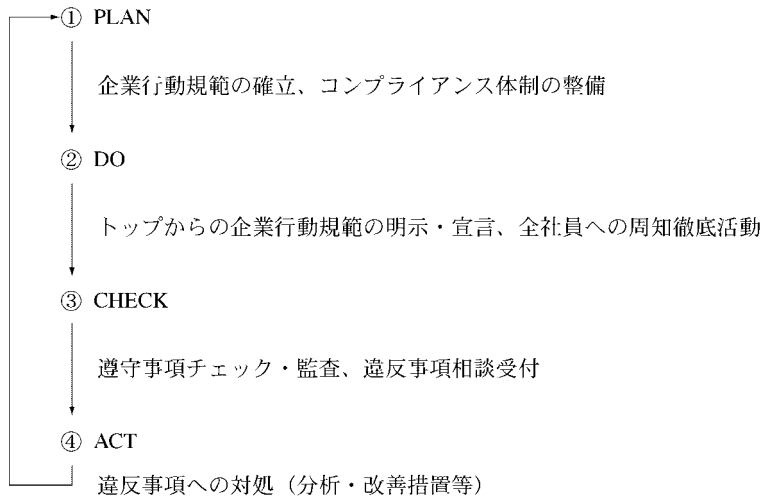 ① PLAN
企業行動規範の確立、コンプライアンス体制の整備
② DO
トップからの企業行動規範の明示・宣言、全社員への周知徹底活動
③ CHECK
遵守事項チェック・監査、違反事項相談受付
④ ACT
違反事項への対処（分析・改善措置等）